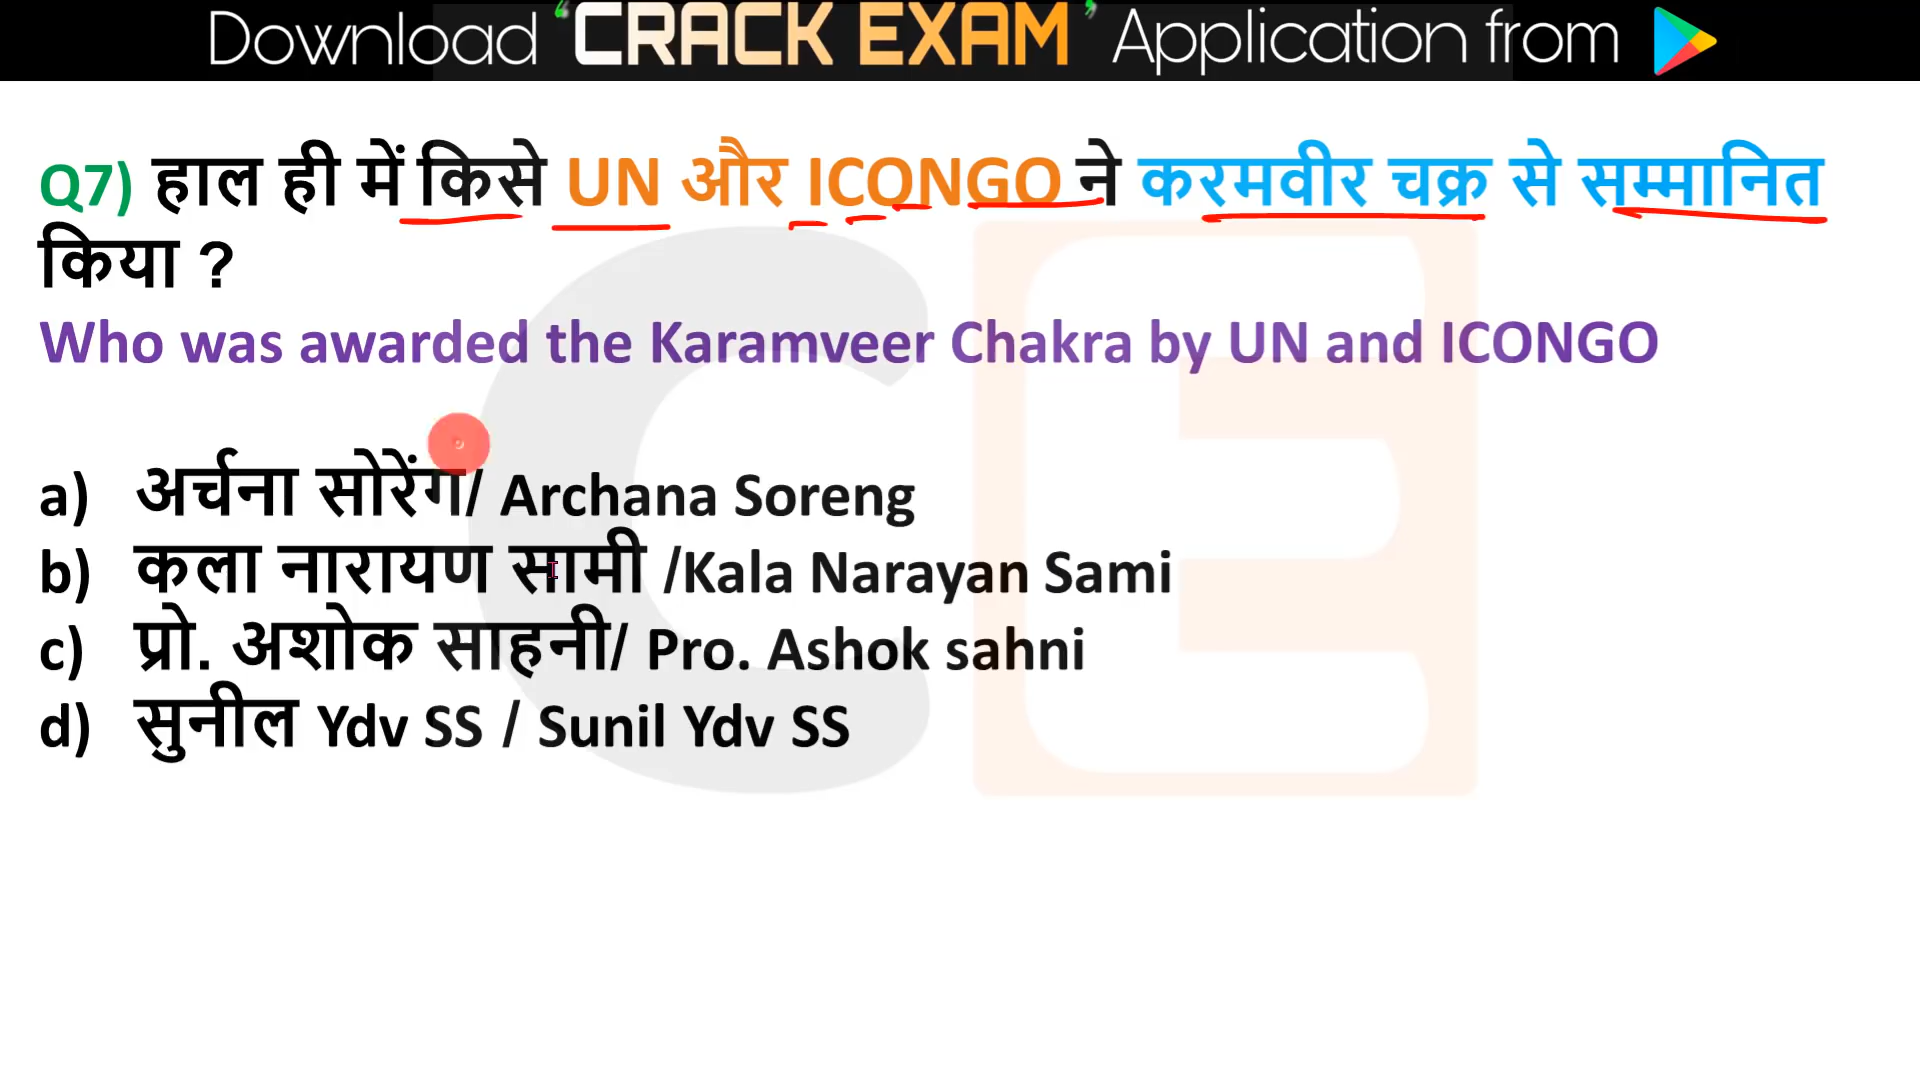 Download ‘CRACK EXAM’ Application from
Q7) हाल ही में किसे UN और ICONGO ने करमवीर चक्र से सम्मानित
किया ?
Who was awarded the Karamveer Chakra by UN and ICONGO
a) अर्चना सोरेंग/ Archana Soreng
b) कला नारायण सामी /Kala Narayan Sami
c) प्रो. अशोक साहनी/ Pro. Ashok sahni
d) सुनील Ydv SS / Sunil Ydv SS
CE